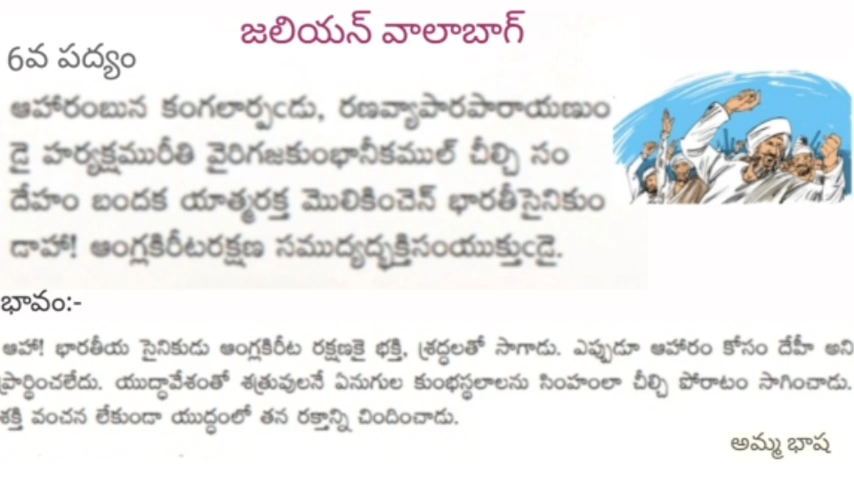 జలియన్ వాలాబాగ్
6వ పద్యం
ఆహారంబున కంగలార్పఁడు, రణవ్యాపారపారాయణుం
డై హర్యక్షమురీతి వైరిగజకుంభానీకముల్ చీల్చి సం
దేహం బందక యాత్మరక్త మొలికించెన్ భారతీసైనికుం
డాహా! ఆంగ్లకిరీటరక్షణ సముద్యద్భక్తిసంయుక్తుఁడై.
భావం:-
ఆహా! భారతీయ సైనికుడు ఆంగ్లకిరీట రక్షణకై భక్తి, శ్రద్ధలతో సాగాడు. ఎప్పుడూ ఆహారం కోసం దేహీ అని
ప్రార్థించలేదు. యుద్ధావేశంతో శత్రువులనే ఏనుగుల కుంభస్థలాలను సింహంలా చీల్చి పోరాటం సాగించాడు.
శక్తి వంచన లేకుండా యుద్ధంలో తన రక్తాన్ని చిందించాడు.
అమ్మ భాష